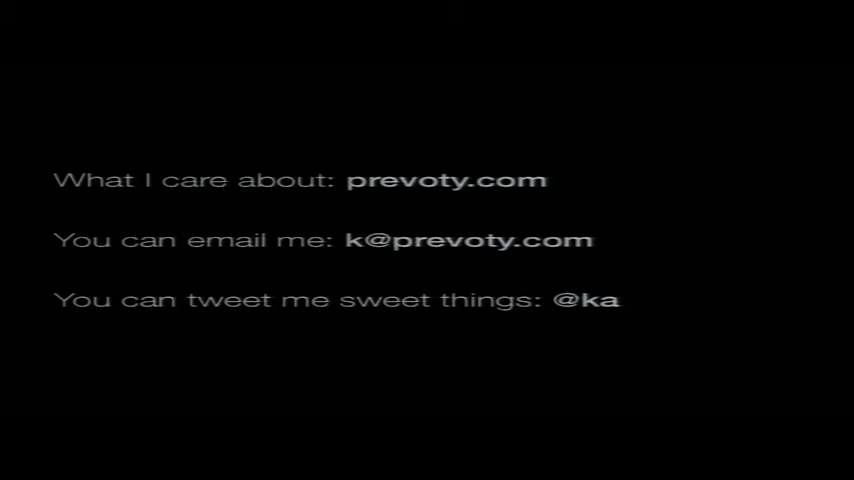 What I care about: prevoty.com
You can email me: k@prevoty.com
You can tweet me sweet things: @ka